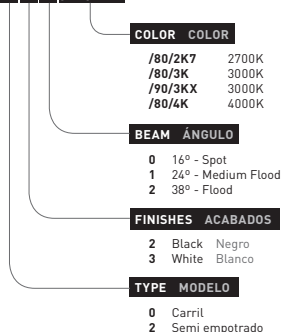 COLOR COLOR
/80/2K7 2700K
/80/3K 3000K
/90/3KX 3000K
/80/4K 4000K
BEAM ÁNGULO
0 16º - Spot
1 24º - Medium Flood
2 38º - Flood
FINISHES ACABADOS
2 Black Negro
3 White Blanco
TYPE MODELO
0 Carril
2 Semi empotrado